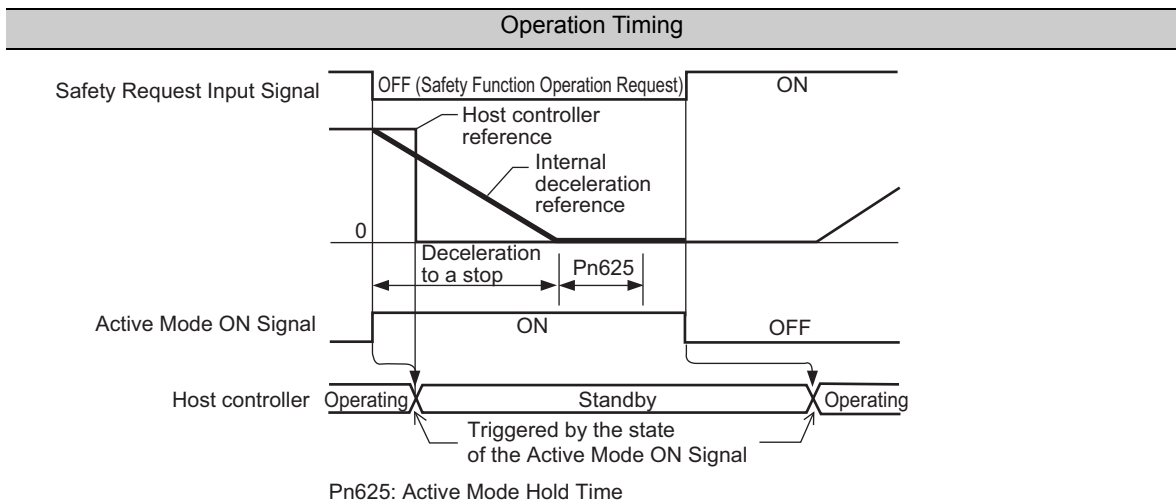 Operation Timing
Safety Request Input Signal
OFF (Safety Function Operation Request)
ON
Host controller
reference
Internal
deceleration
reference
0
Deceleration
to a stop
Pn625
Active Mode ON Signal
ON
OFF
Host controller
Operating
Standby
Operating
Triggered by the state
of the Active Mode ON Signal
Pn625: Active Mode Hold Time